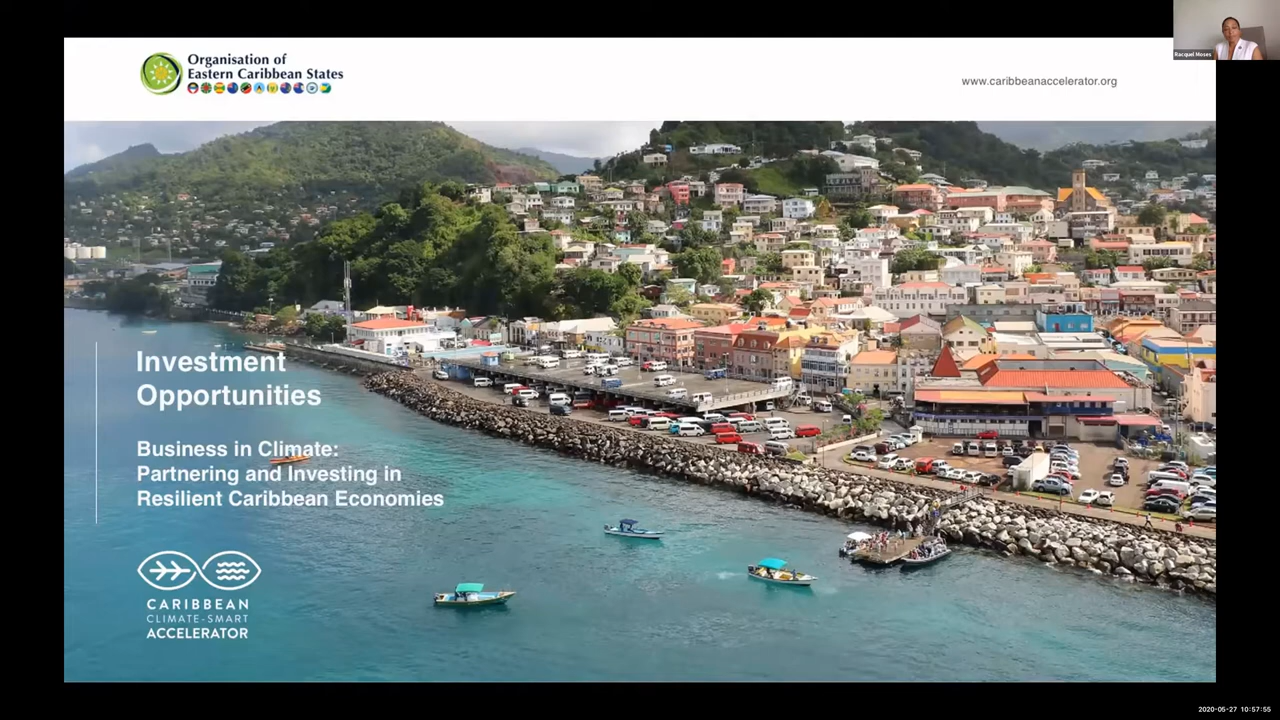 Racquel Moses
Organisation of
Eastern Caribbean States
www.caribbeanaccelerator.org
Investment
Opportunities
Business in Climate:
Partnering and Investing in
Resilient Caribbean Economies
CARIBBEAN
CLIMATE-SMART
ACCELERATOR
2020-05-27 10:57:55